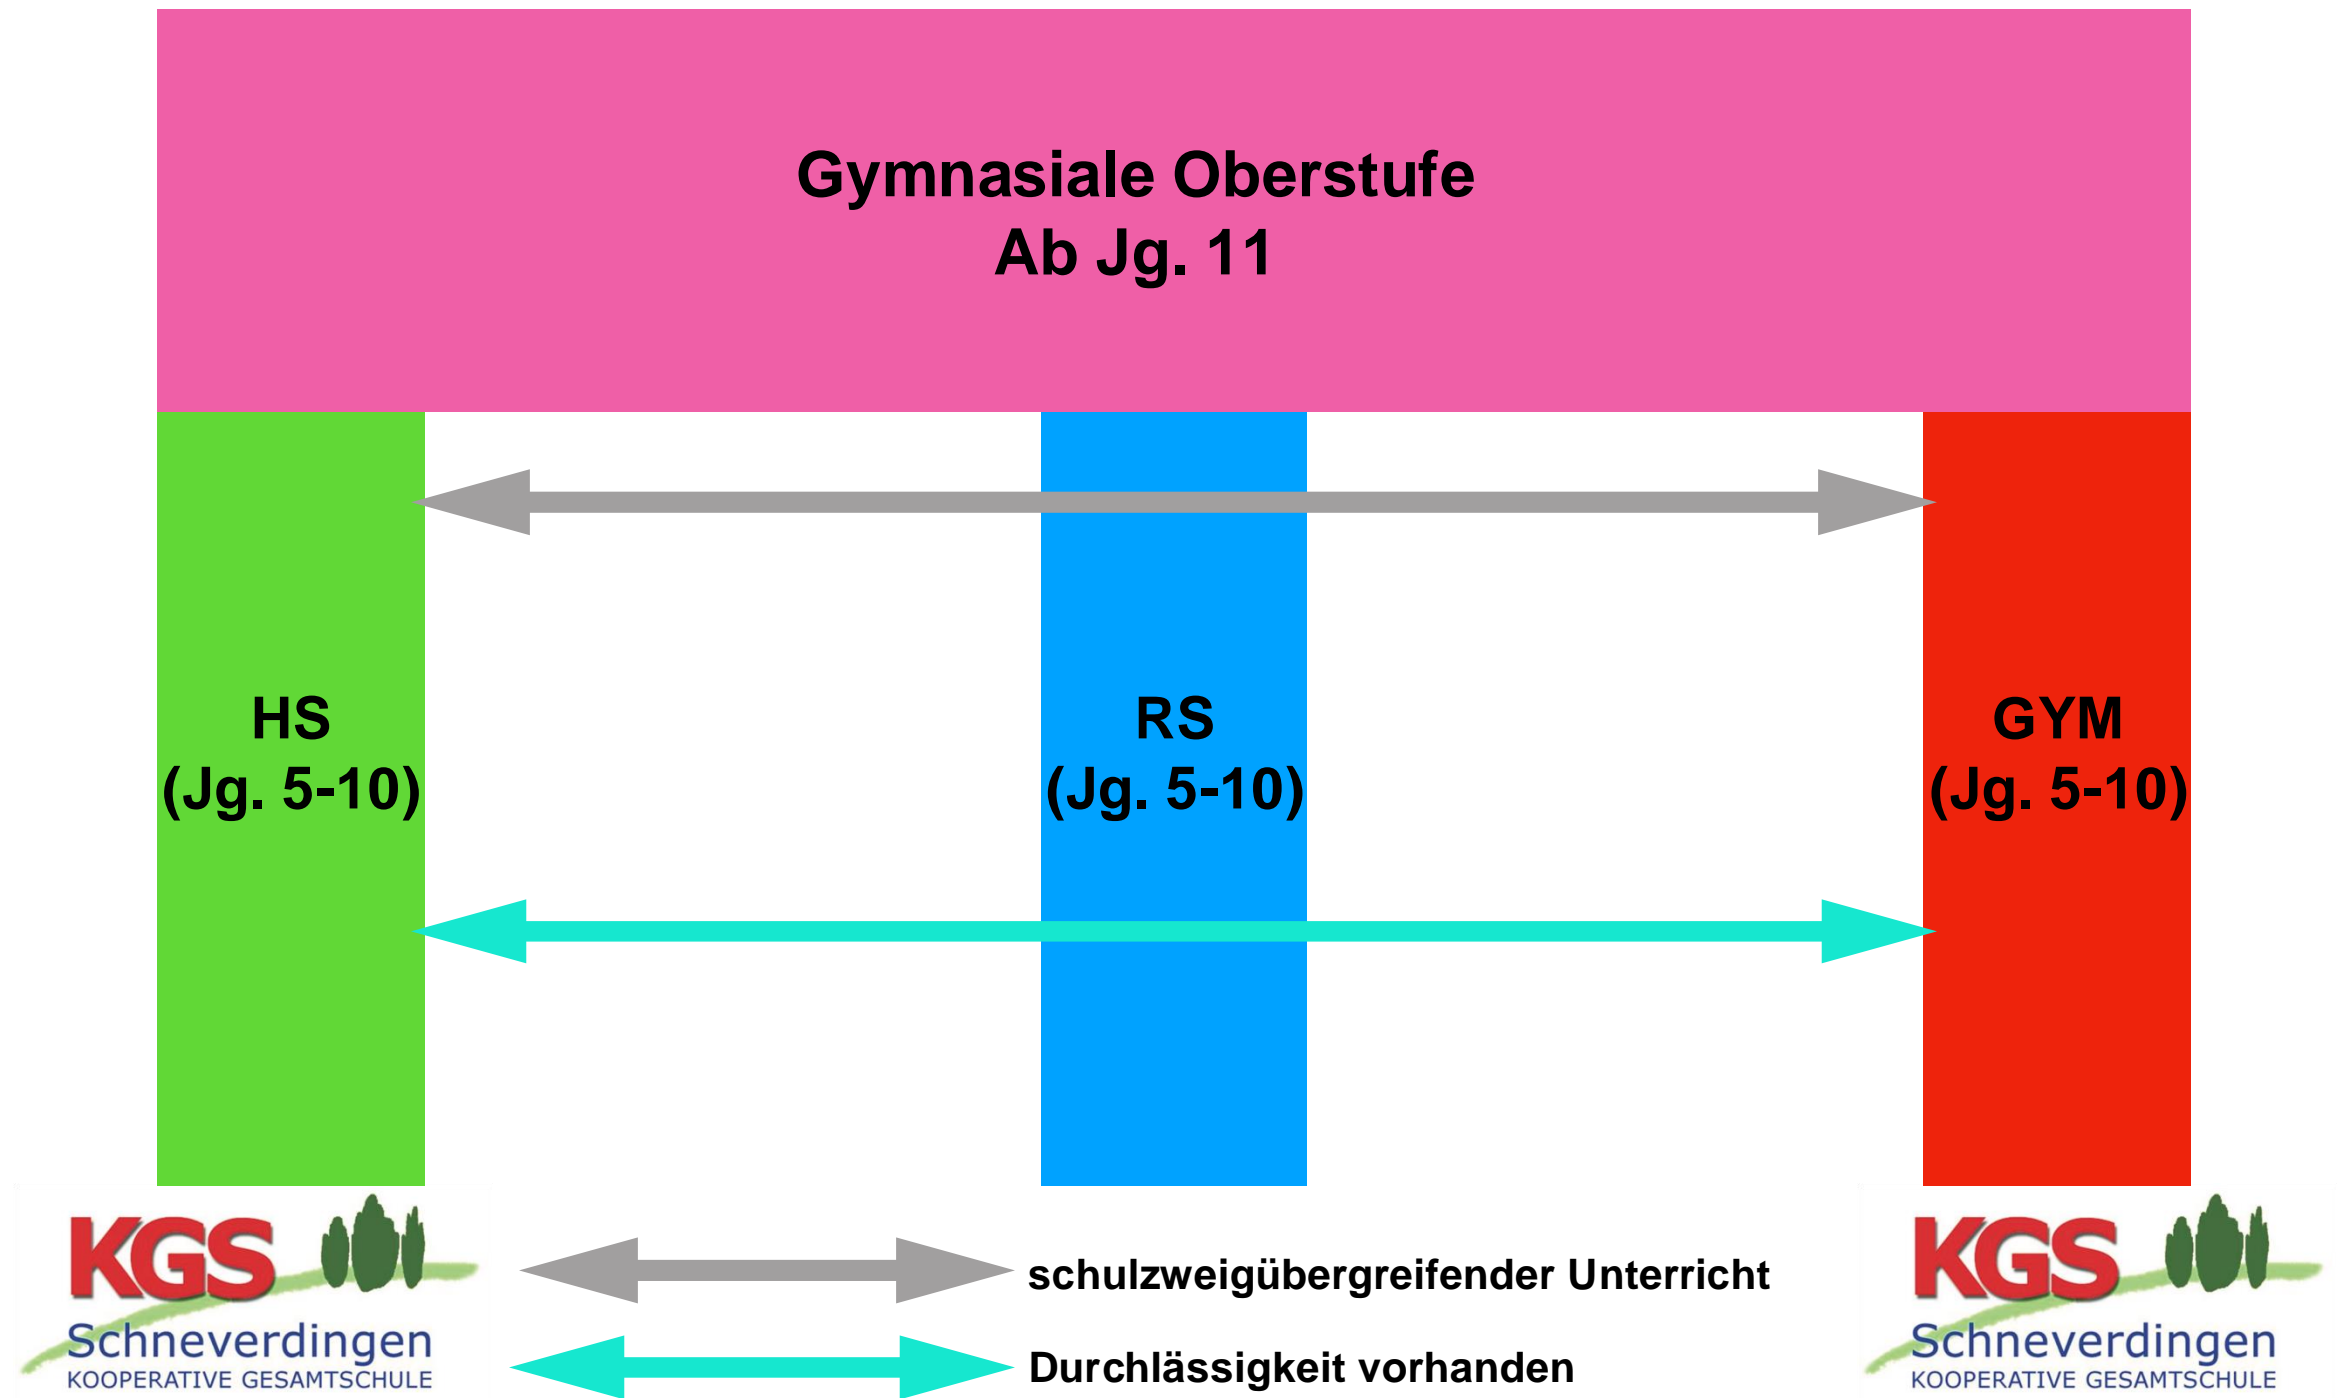 Gymnasiale Oberstufe
Ab Jg. 11
HS
(Jg. 5-10)
RS
(Jg. 5-10)
GYM
(Jg. 5-10)
KGS
Schneverdingen
KOOPERATIVE GESAMTSCHULE
schulzweigübergreifender Unterricht
Durchlässigkeit vorhanden
KGS
Schneverdingen
KOOPERATIVE GESAMTSCHULE